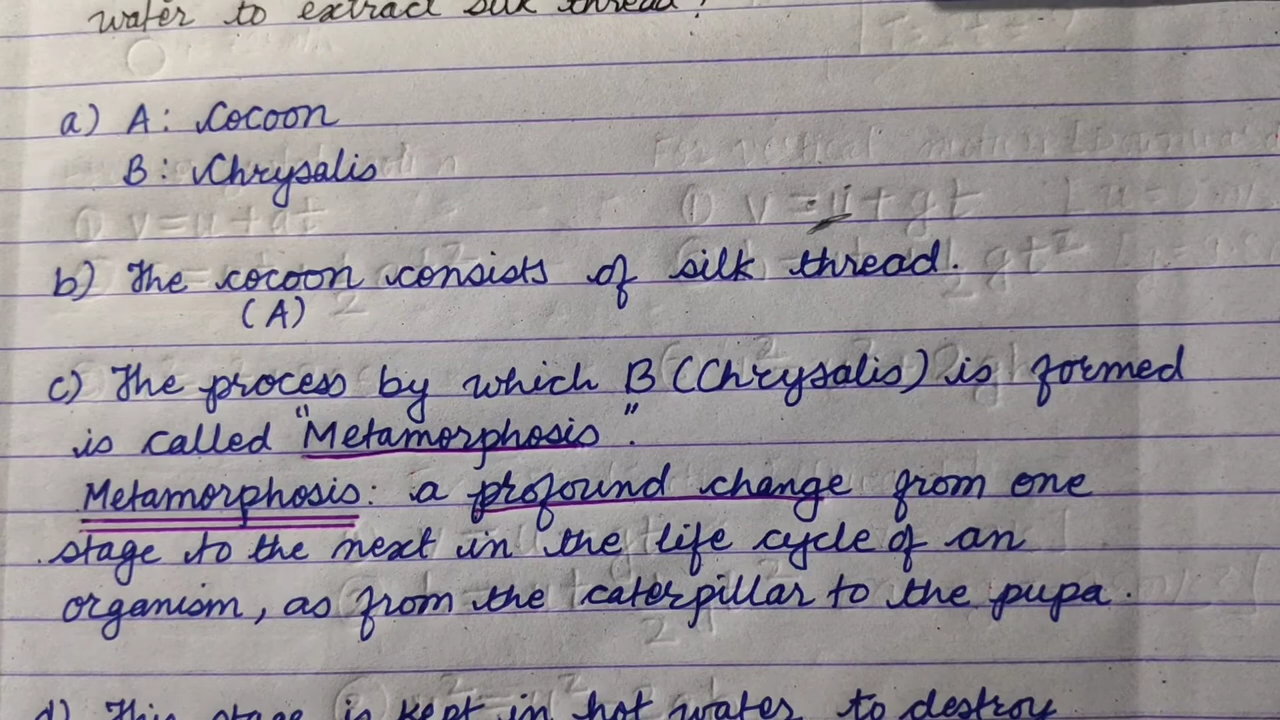 water to extract silk thread?
a) A: Cocoon
B: Chrysalis
b) The cocoon consists of silk thread.
(A)
c) The process by which B (Chrysalis) is formed
is called "Metamorphosis".
Metamorphosis: a profound change from one
stage to the next in the life cycle of an
organism, as from the caterpillar to the pupa.
d) This stage is kept in hot water to destroy